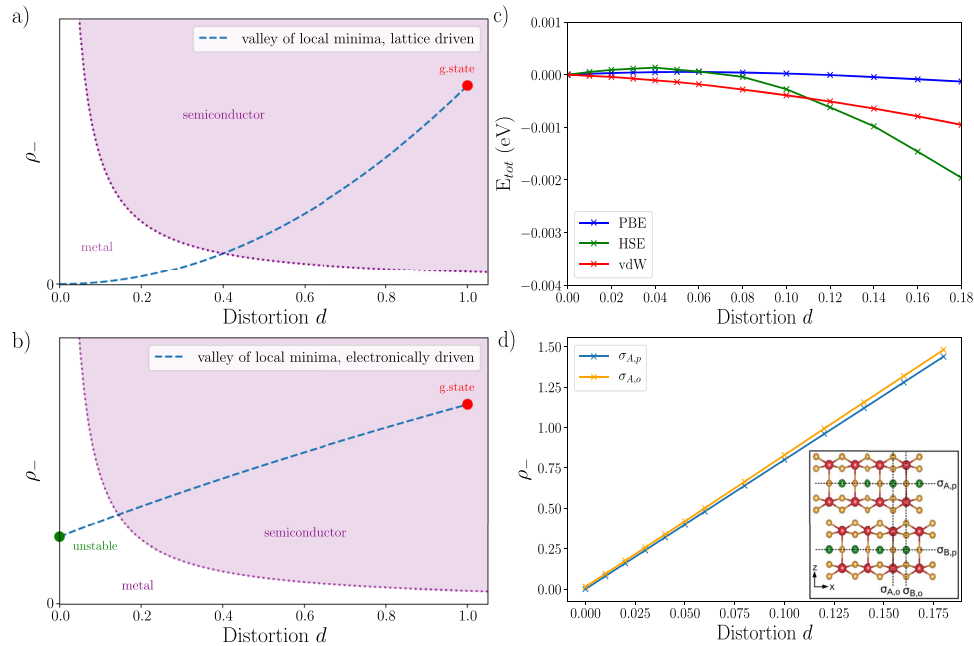 a)
valley of local minima, lattice driven
g.state
semiconductor
metal
ρ₋
0
0.0 0.2 0.4 0.6 0.8 1.0
Distortion d
b)
valley of local minima, electronically driven
g.state
unstable
semiconductor
metal
ρ₋
0
0.0 0.2 0.4 0.6 0.8 1.0
Distortion d
c)
0.001
0.000
−0.001
−0.002
−0.003
−0.004
E_tot (eV)
PBE
HSE
vdW
0.00 0.02 0.04 0.06 0.08 0.10 0.12 0.14 0.16 0.18
Distortion d
d)
1.50
1.25
1.00
0.75
0.50
0.25
0.00
ρ₋
σ_A,p
σ_A,o
σ_A,p
σ_B,p
z
x
σ_A,o σ_B,o
0.000 0.025 0.050 0.075 0.100 0.125 0.150 0.175
Distortion d